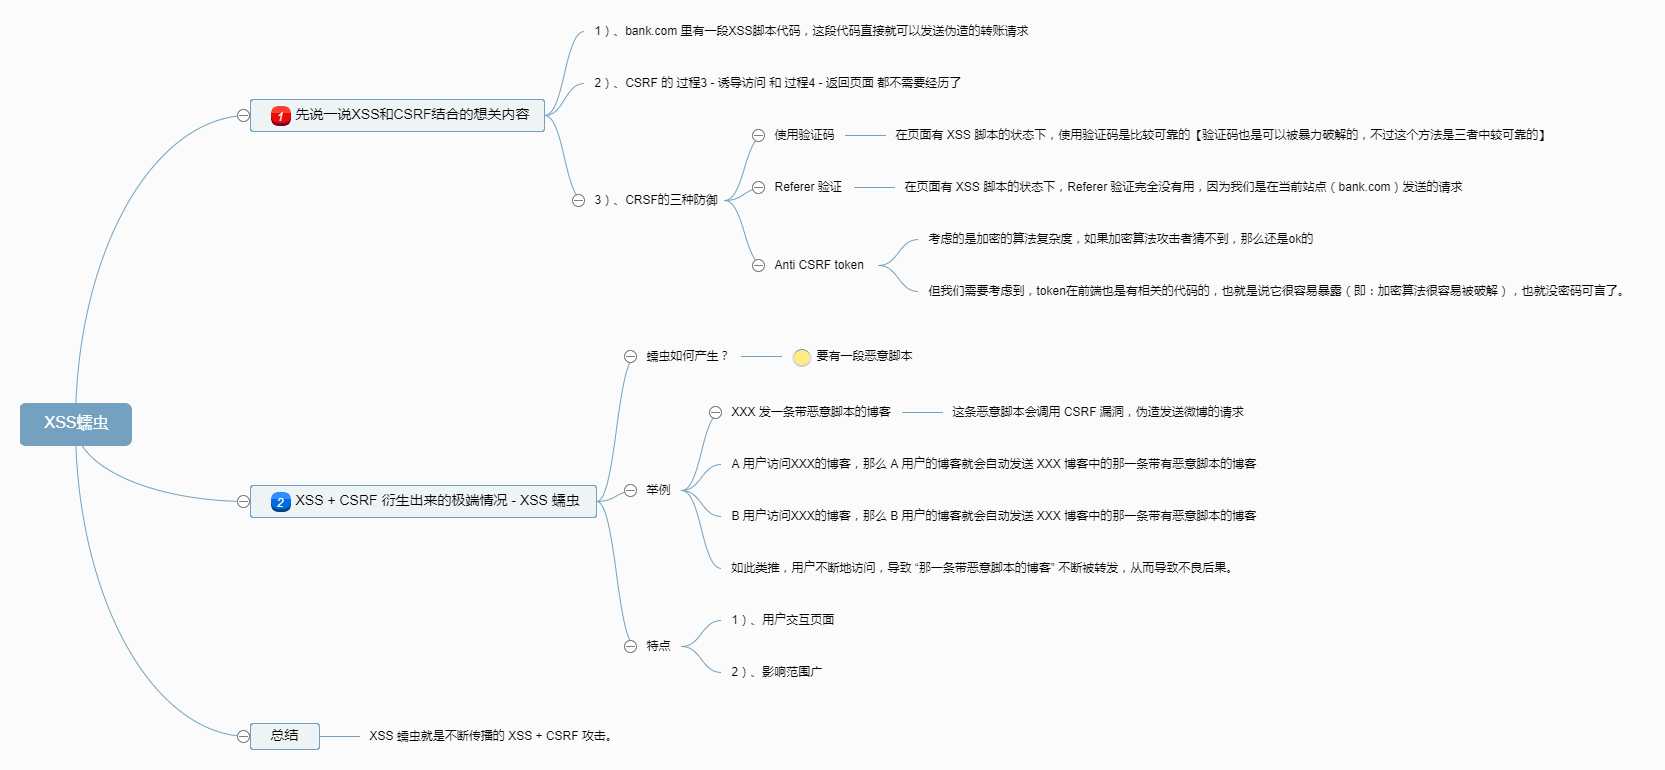 XSS蠕虫
1 先说一说XSS和CSRF结合的想关内容
1）、bank.com 里有一段XSS脚本代码，这段代码直接就可以发送伪造的转账请求
2）、CSRF 的 过程3 - 诱导访问 和 过程4 - 返回页面 都不需要经历了
3）、CRSF的三种防御
使用验证码
在页面有 XSS 脚本的状态下，使用验证码是比较可靠的【验证码也是可以被暴力破解的，不过这个方法是三者中较可靠的】
Referer 验证
在页面有 XSS 脚本的状态下，Referer 验证完全没有用，因为我们是在当前站点（bank.com）发送的请求
Anti CSRF token
考虑的是加密的算法复杂度，如果加密算法攻击者猜不到，那么还是ok的
但我们需要考虑到，token在前端也是有相关的代码的，也就是说它很容易暴露（即：加密算法很容易被破解），也就没密码可言了。
2 XSS + CSRF 衍生出来的极端情况 - XSS 蠕虫
蠕虫如何产生？
要有一段恶意脚本
举例
XXX 发一条带恶意脚本的博客
这条恶意脚本会调用 CSRF 漏洞，伪造发送微博的请求
A 用户访问XXX的博客，那么 A 用户的博客就会自动发送 XXX 博客中的那一条带有恶意脚本的博客
B 用户访问XXX的博客，那么 B 用户的博客就会自动发送 XXX 博客中的那一条带有恶意脚本的博客
如此类推，用户不断地访问，导致 “那一条带恶意脚本的博客” 不断被转发，从而导致不良后果。
特点
1）、用户交互页面
2）、影响范围广
总结
XSS 蠕虫就是不断传播的 XSS + CSRF 攻击。